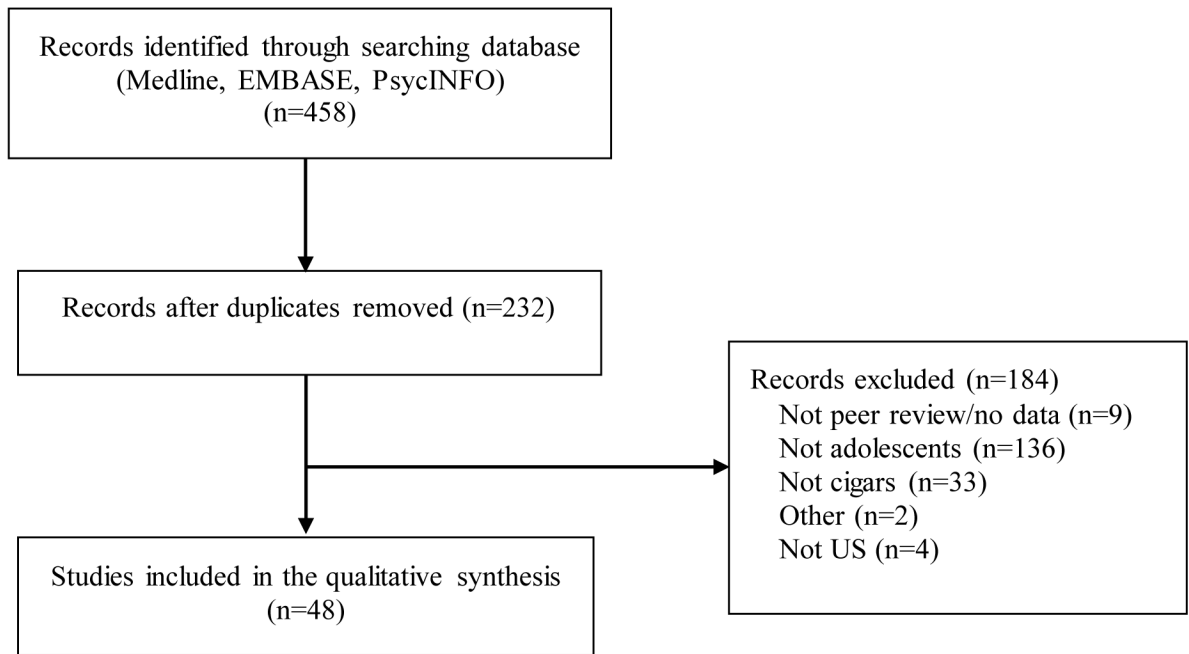 Records identified through searching database
(Medline, EMBASE, PsycINFO)
(n=458)
Records after duplicates removed (n=232)
Records excluded (n=184)
Not peer review/no data (n=9)
Not adolescents (n=136)
Not cigars (n=33)
Other (n=2)
Not US (n=4)
Studies included in the qualitative synthesis
(n=48)